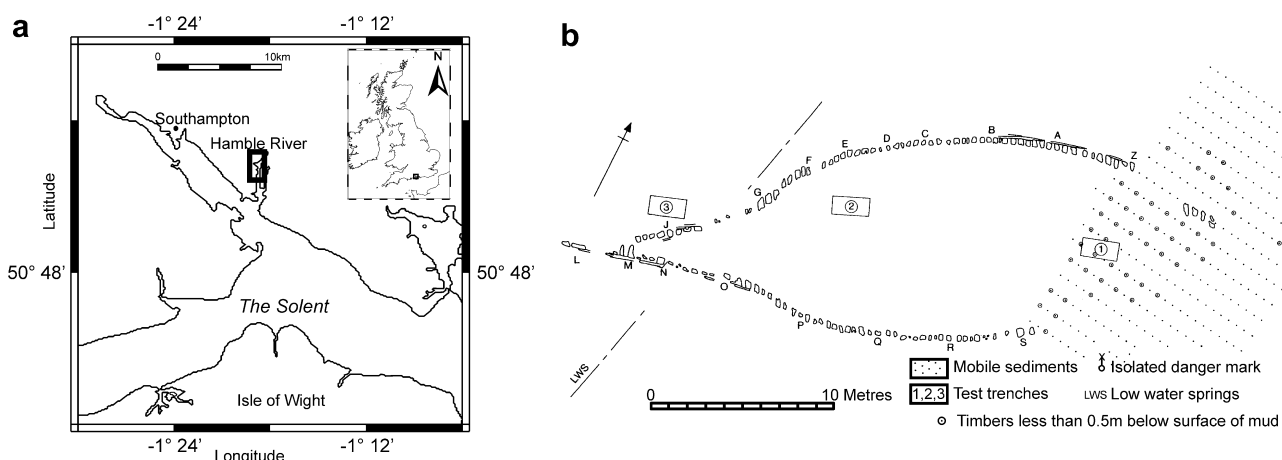 a
-1° 24' -1° 12'
0 10km
N
Southampton
Hamble River
Latitude
50° 48' 50° 48'
The Solent
Isle of Wight
-1° 24' -1° 12'
Longitude
b
Z
A
B
C
D
E
F
G
J
L
M
N
O
P
Q
R
S
1
2
3
LWS
0 10 Metres
Mobile sediments
Isolated danger mark
1,2,3 Test trenches
LWS Low water springs
Timbers less than 0.5m below surface of mud